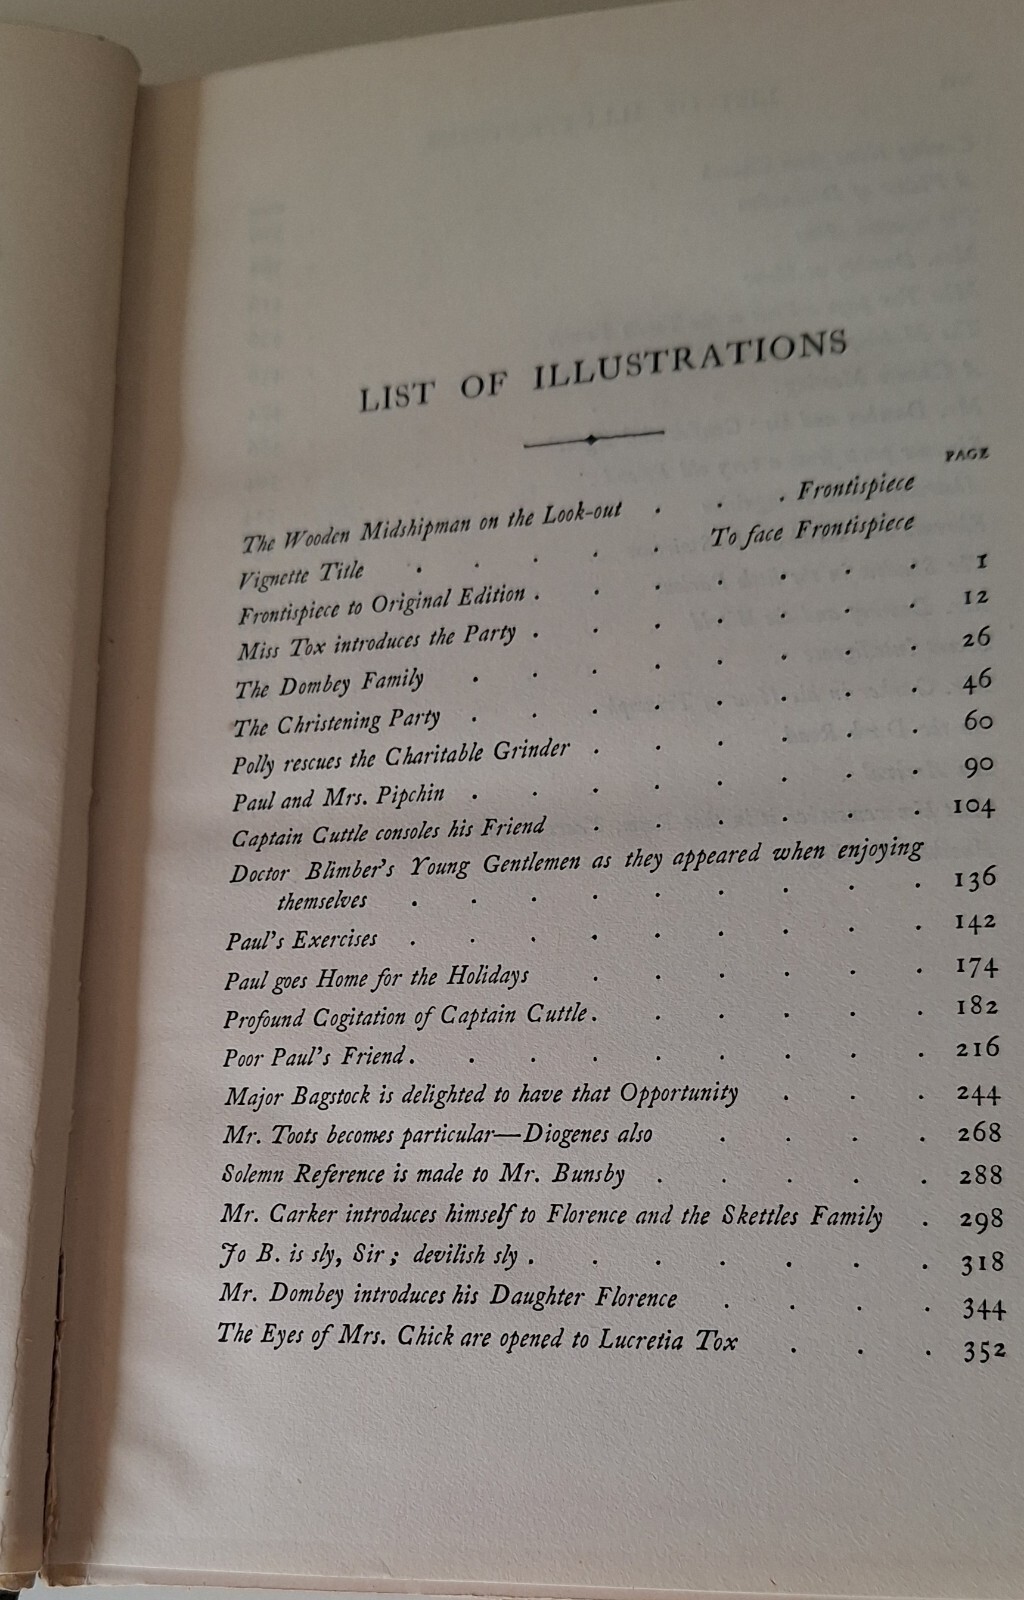 LIST OF ILLUSTRATIONS
PAGE
The Wooden Midshipman on the Look-out . . . Frontispiece
Vignette Title . . . . . To face Frontispiece
Frontispiece to Original Edition . . . . . . . 1
Miss Tox introduces the Party . . . . . . . 12
The Dombey Family . . . . . . . . 26
The Christening Party . . . . . . . . 46
Polly rescues the Charitable Grinder . . . . . . 60
Paul and Mrs. Pipchin . . . . . . . . 90
Captain Cuttle consoles his Friend . . . . . . 104
Doctor Blimber's Young Gentlemen as they appeared when enjoying
themselves . . . . . . . . . 136
Paul's Exercises . . . . . . . . . 142
Paul goes Home for the Holidays . . . . . . 174
Profound Cogitation of Captain Cuttle . . . . . . 182
Poor Paul's Friend . . . . . . . . . 216
Major Bagstock is delighted to have that Opportunity . . . 244
Mr. Toots becomes particular—Diogenes also . . . . 268
Solemn Reference is made to Mr. Bunsby . . . . . 288
Mr. Carker introduces himself to Florence and the Skettles Family . 298
Jo B. is sly, Sir; devilish sly . . . . . . . 318
Mr. Dombey introduces his Daughter Florence . . . . 344
The Eyes of Mrs. Chick are opened to Lucretia Tox . . . 352